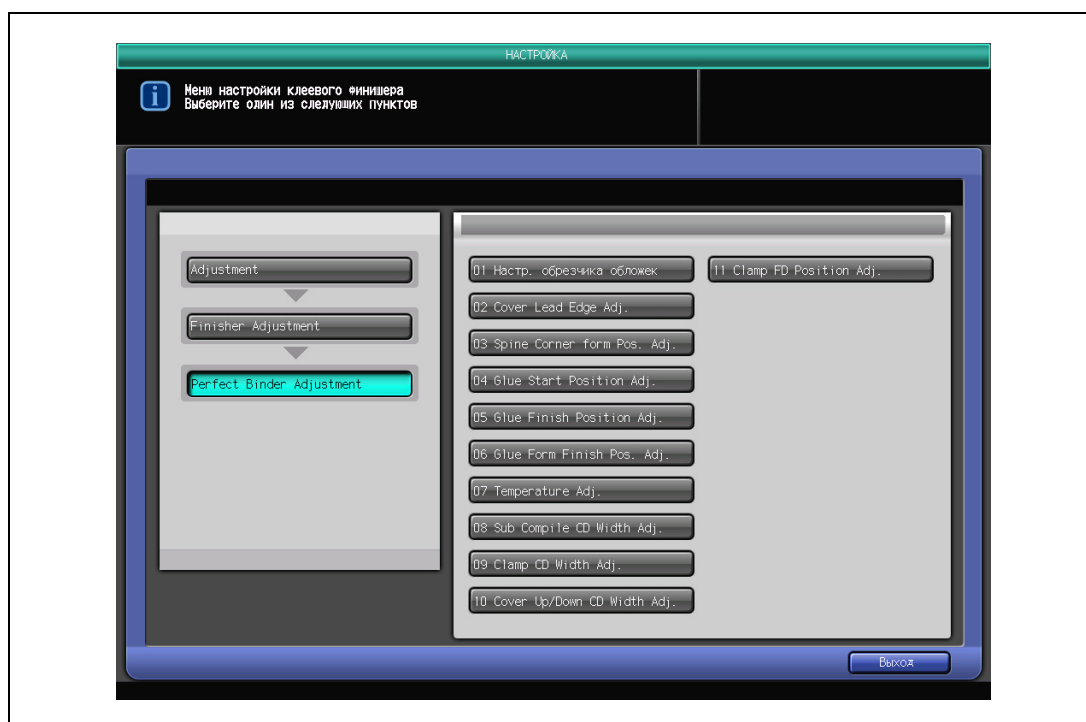 НАСТРОЙКА
Меню настройки клеевого финишера
Выберите один из следующих пунктов
Adjustment
Finisher Adjustment
Perfect Binder Adjustment
01 Настр. обрезчика обложек
02 Cover Lead Edge Adj.
03 Spine Corner form Pos. Adj.
04 Glue Start Position Adj.
05 Glue Finish Position Adj.
06 Glue Form Finish Pos. Adj.
07 Temperature Adj.
08 Sub Compile CD Width Adj.
09 Clamp CD Width Adj.
10 Cover Up/Down CD Width Adj.
11 Clamp FD Position Adj.
Выход